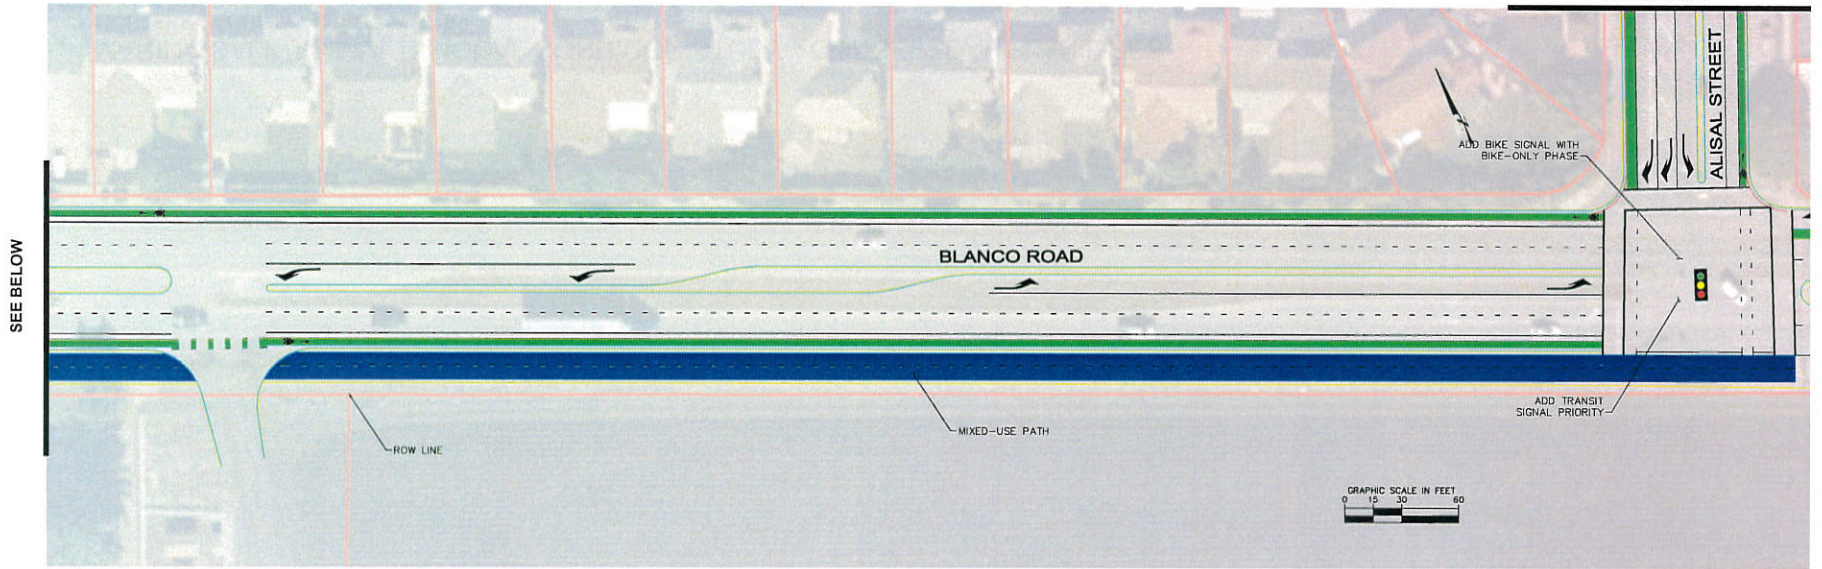 ALISAL STREET
ADD BIKE SIGNAL WITH
BIKE-ONLY PHASE
SEE BELOW
BLANCO ROAD
ADD TRANSIT
SIGNAL PRIORITY
MIXED-USE PATH
ROW LINE
GRAPHIC SCALE IN FEET
0 15 30 60